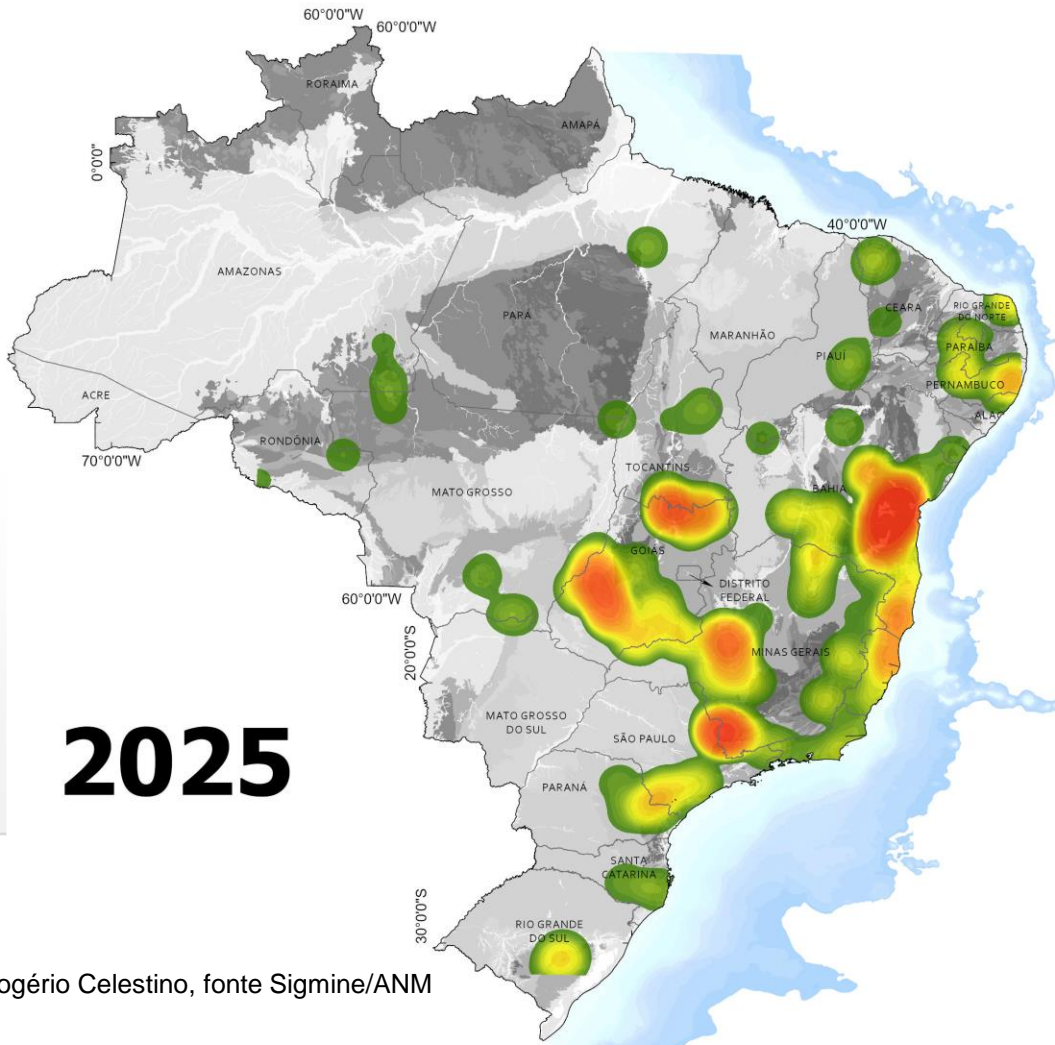 60°0'0"W
60°0'0"W
RORAIMA
AMAPÁ
0°0'0"
40°0'0"W
AMAZONAS
PARÁ
CEARÁ
RIO GRANDE
DO NORTE
MARANHÃO
PARAÍBA
PIAUÍ
PERNAMBUCO
ACRE
ALAG
RONDÔNIA
70°0'0"W
TOCANTINS
MATO GROSSO
BAHIA
GOIÁS
DISTRITO
FEDERAL
60°0'0"W
20°0'0"S
MINAS GERAIS
MATO GROSSO
DO SUL
SÃO PAULO
2025
PARANÁ
SANTA
CATARINA
30°0'0"S
RIO GRANDE
DO SUL
ogério Celestino, fonte Sigmine/ANM